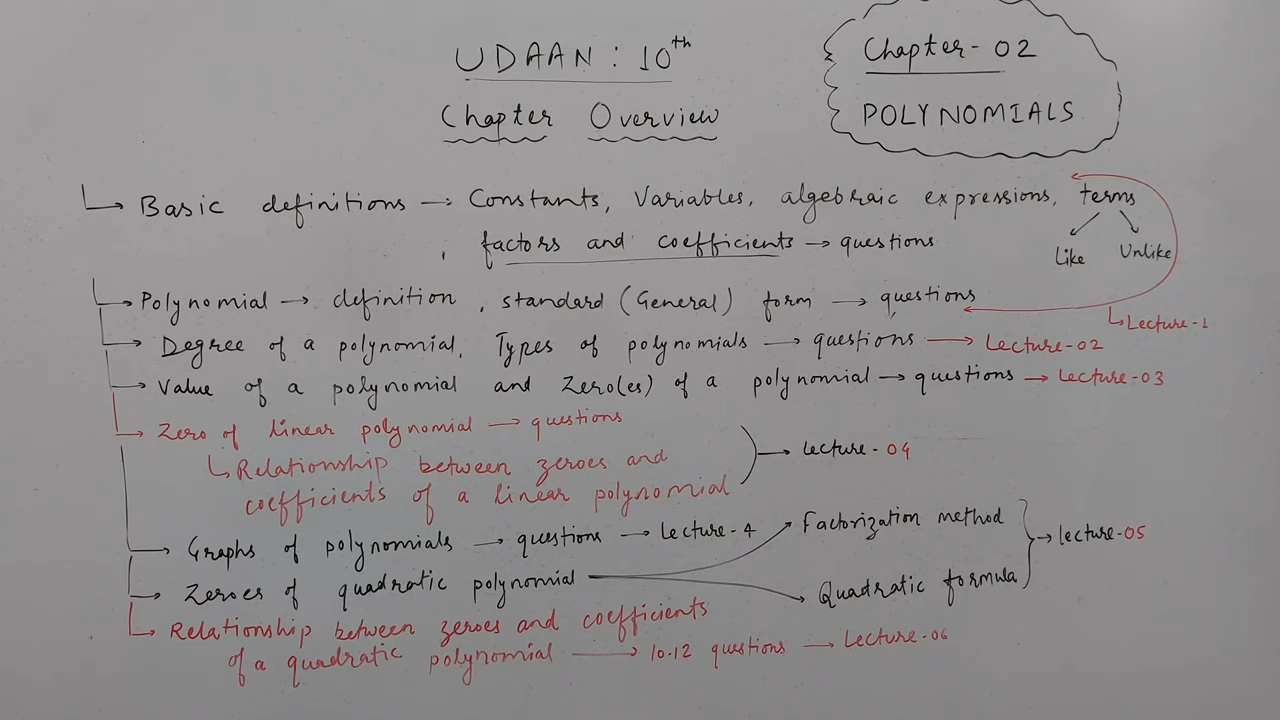 UDAAN : 10th
Chapter Overview
Chapter - 02
POLYNOMIALS
↳ Basic definitions → Constants, Variables, algebraic expressions, terms
Like Unlike
factors and coefficients → questions
→ Polynomial → definition, standard (General) form → questions
↳ Lecture-1
→ Degree of a polynomial, Types of polynomials → questions → Lecture-02
→ Value of a polynomial and Zero(es) of a polynomial → questions → Lecture-03
→ Zero of linear polynomial → questions
↳ Relationship between zeroes and
coefficients of a linear polynomial
→ lecture-04
→ Graphs of polynomials → questions → Lecture-4
→ Zeroes of quadratic polynomial
Factorization method
Quadratic formula
→ lecture-05
→ Relationship between zeroes and coefficients
of a quadratic polynomial → 10-12 questions → Lecture-06